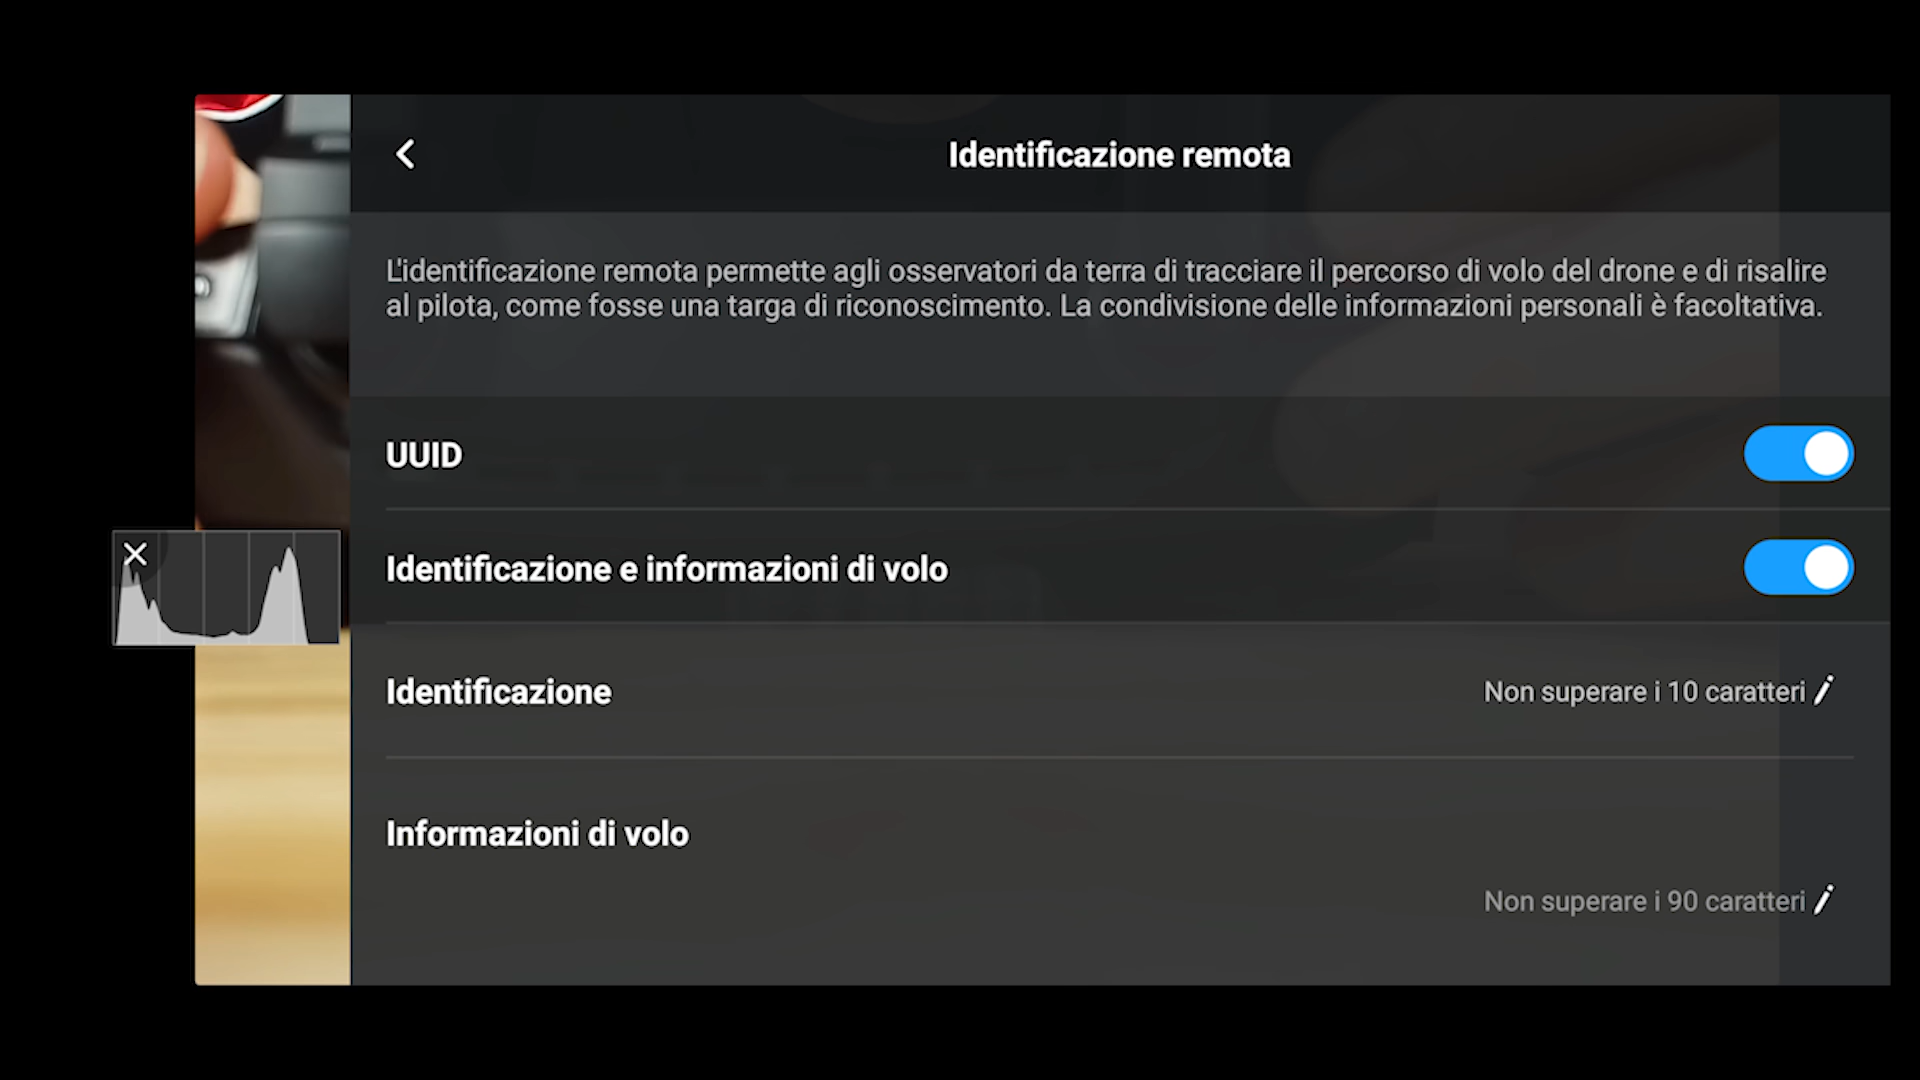 Identificazione remota
L'identificazione remota permette agli osservatori da terra di tracciare il percorso di volo del drone e di risalire
al pilota, come fosse una targa di riconoscimento. La condivisione delle informazioni personali è facoltativa.
UUID
Identificazione e informazioni di volo
Identificazione
Non superare i 10 caratteri
Informazioni di volo
Non superare i 90 caratteri